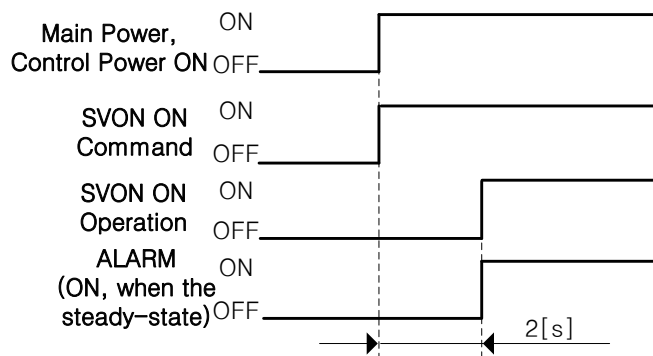 ON
Main Power,
Control Power ON OFF
ON
SVON ON
Command
OFF
ON
SVON ON
Operation
OFF
ALARM
ON
(ON, when the
steady-state) OFF
2[s]